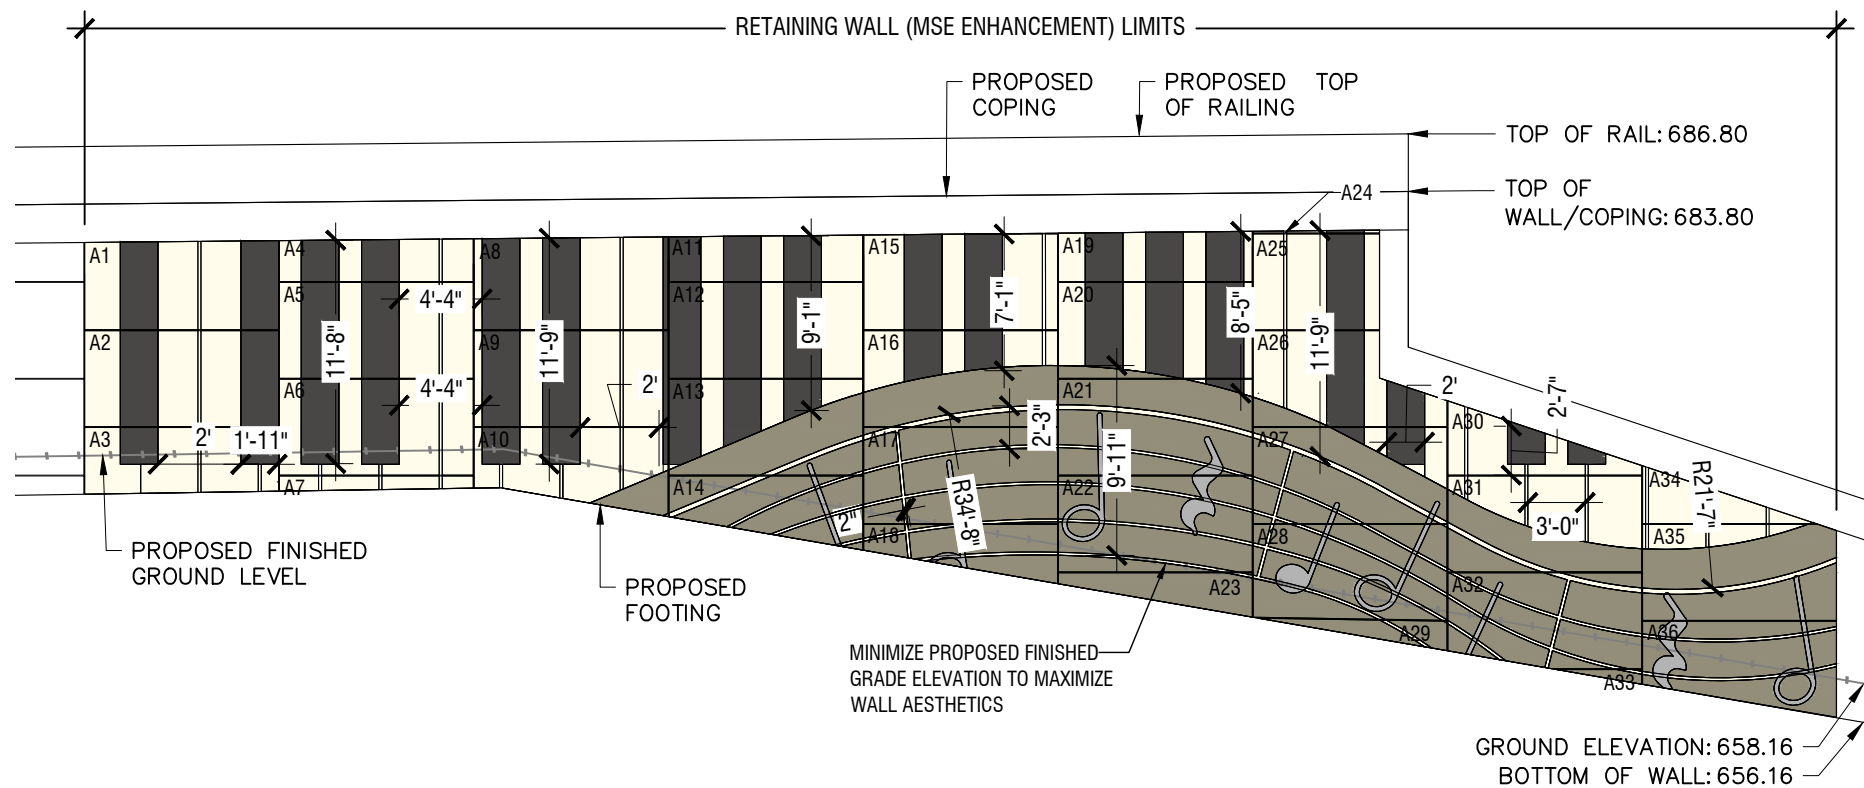 RETAINING WALL (MSE ENHANCEMENT) LIMITS
PROPOSED
COPING
PROPOSED TOP
OF RAILING
TOP OF RAIL: 686.80
TOP OF
WALL/COPING: 683.80
A24
A1
A4
A8
A11
A15
A19
A25
A5
4'-4"
A12
A20
11'-8"
11'-9"
9'-1"
7'-1"
8'-5"
11'-9"
A2
A9
A16
A26
A6
4'-4"
2'
A13
A21
2'
2'-7"
A3
2'
1'-11"
A10
A17
2'-3"
9'-11"
A27
A30
A7
A14
A22
A31
A34
R21'-7"
2"
R34'-8"
A18
A28
3'-0"
A35
PROPOSED FINISHED
GROUND LEVEL
PROPOSED
FOOTING
A23
A32
A29
A36
A33
MINIMIZE PROPOSED FINISHED
GRADE ELEVATION TO MAXIMIZE
WALL AESTHETICS
GROUND ELEVATION: 658.16
BOTTOM OF WALL: 656.16